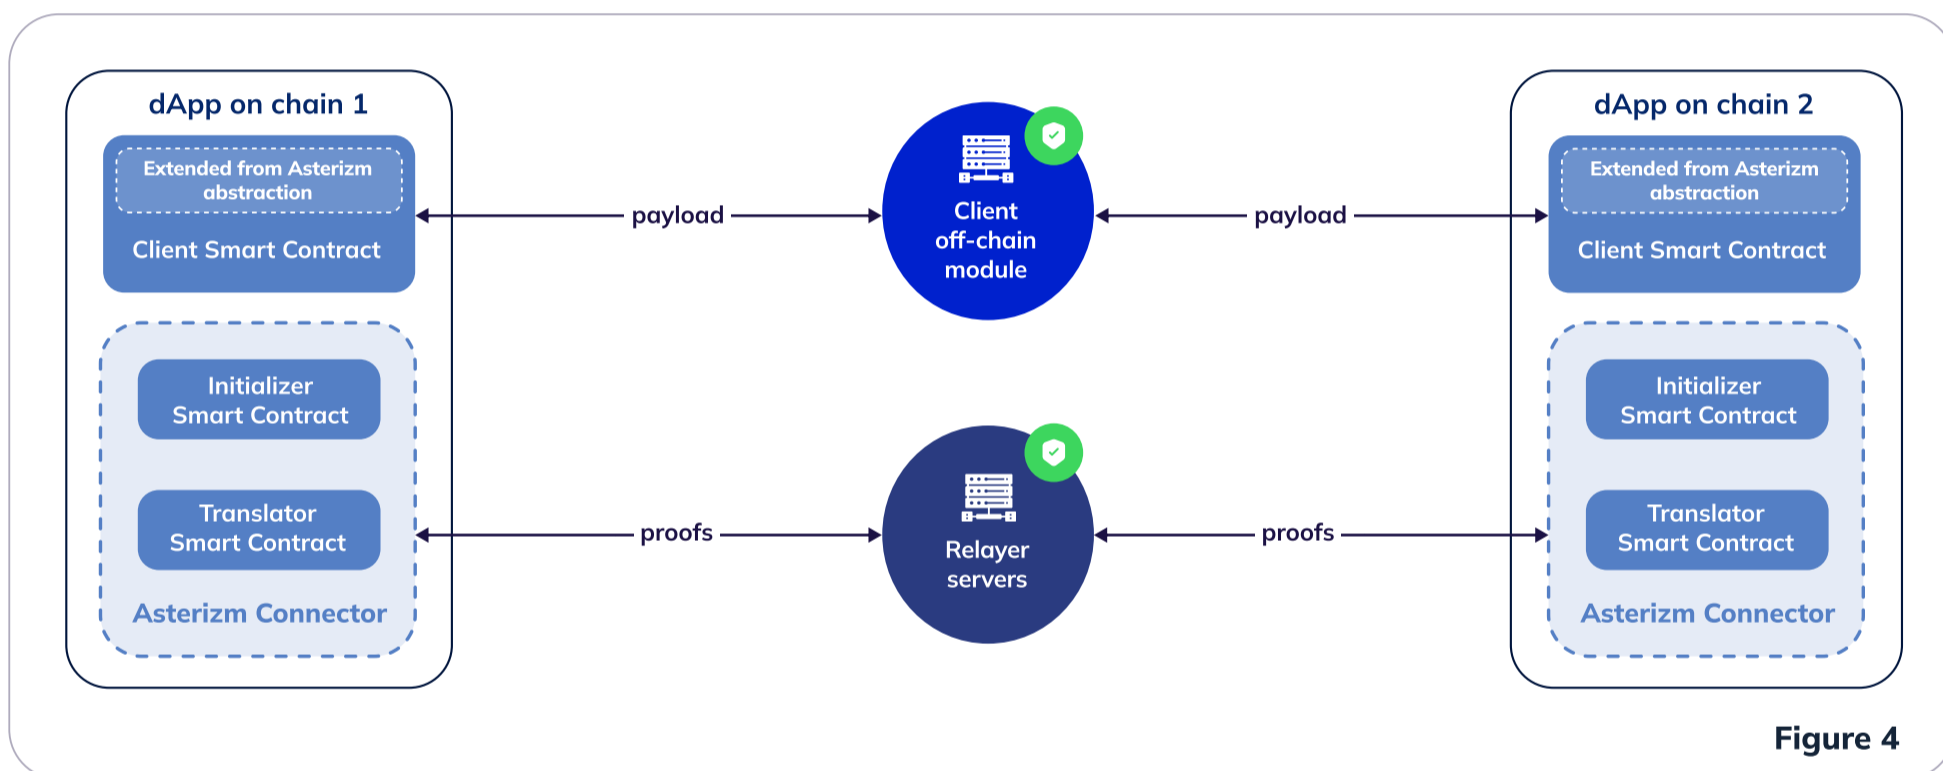 dApp on chain 1
Extended from Asterizm
abstraction
Client Smart Contract
Initializer
Smart Contract
Translator
Smart Contract
Asterizm Connector
payload
proofs
Client
off-chain
module
Relayer
servers
payload
proofs
dApp on chain 2
Extended from Asterizm
abstraction
Client Smart Contract
Initializer
Smart Contract
Translator
Smart Contract
Asterizm Connector
Figure 4